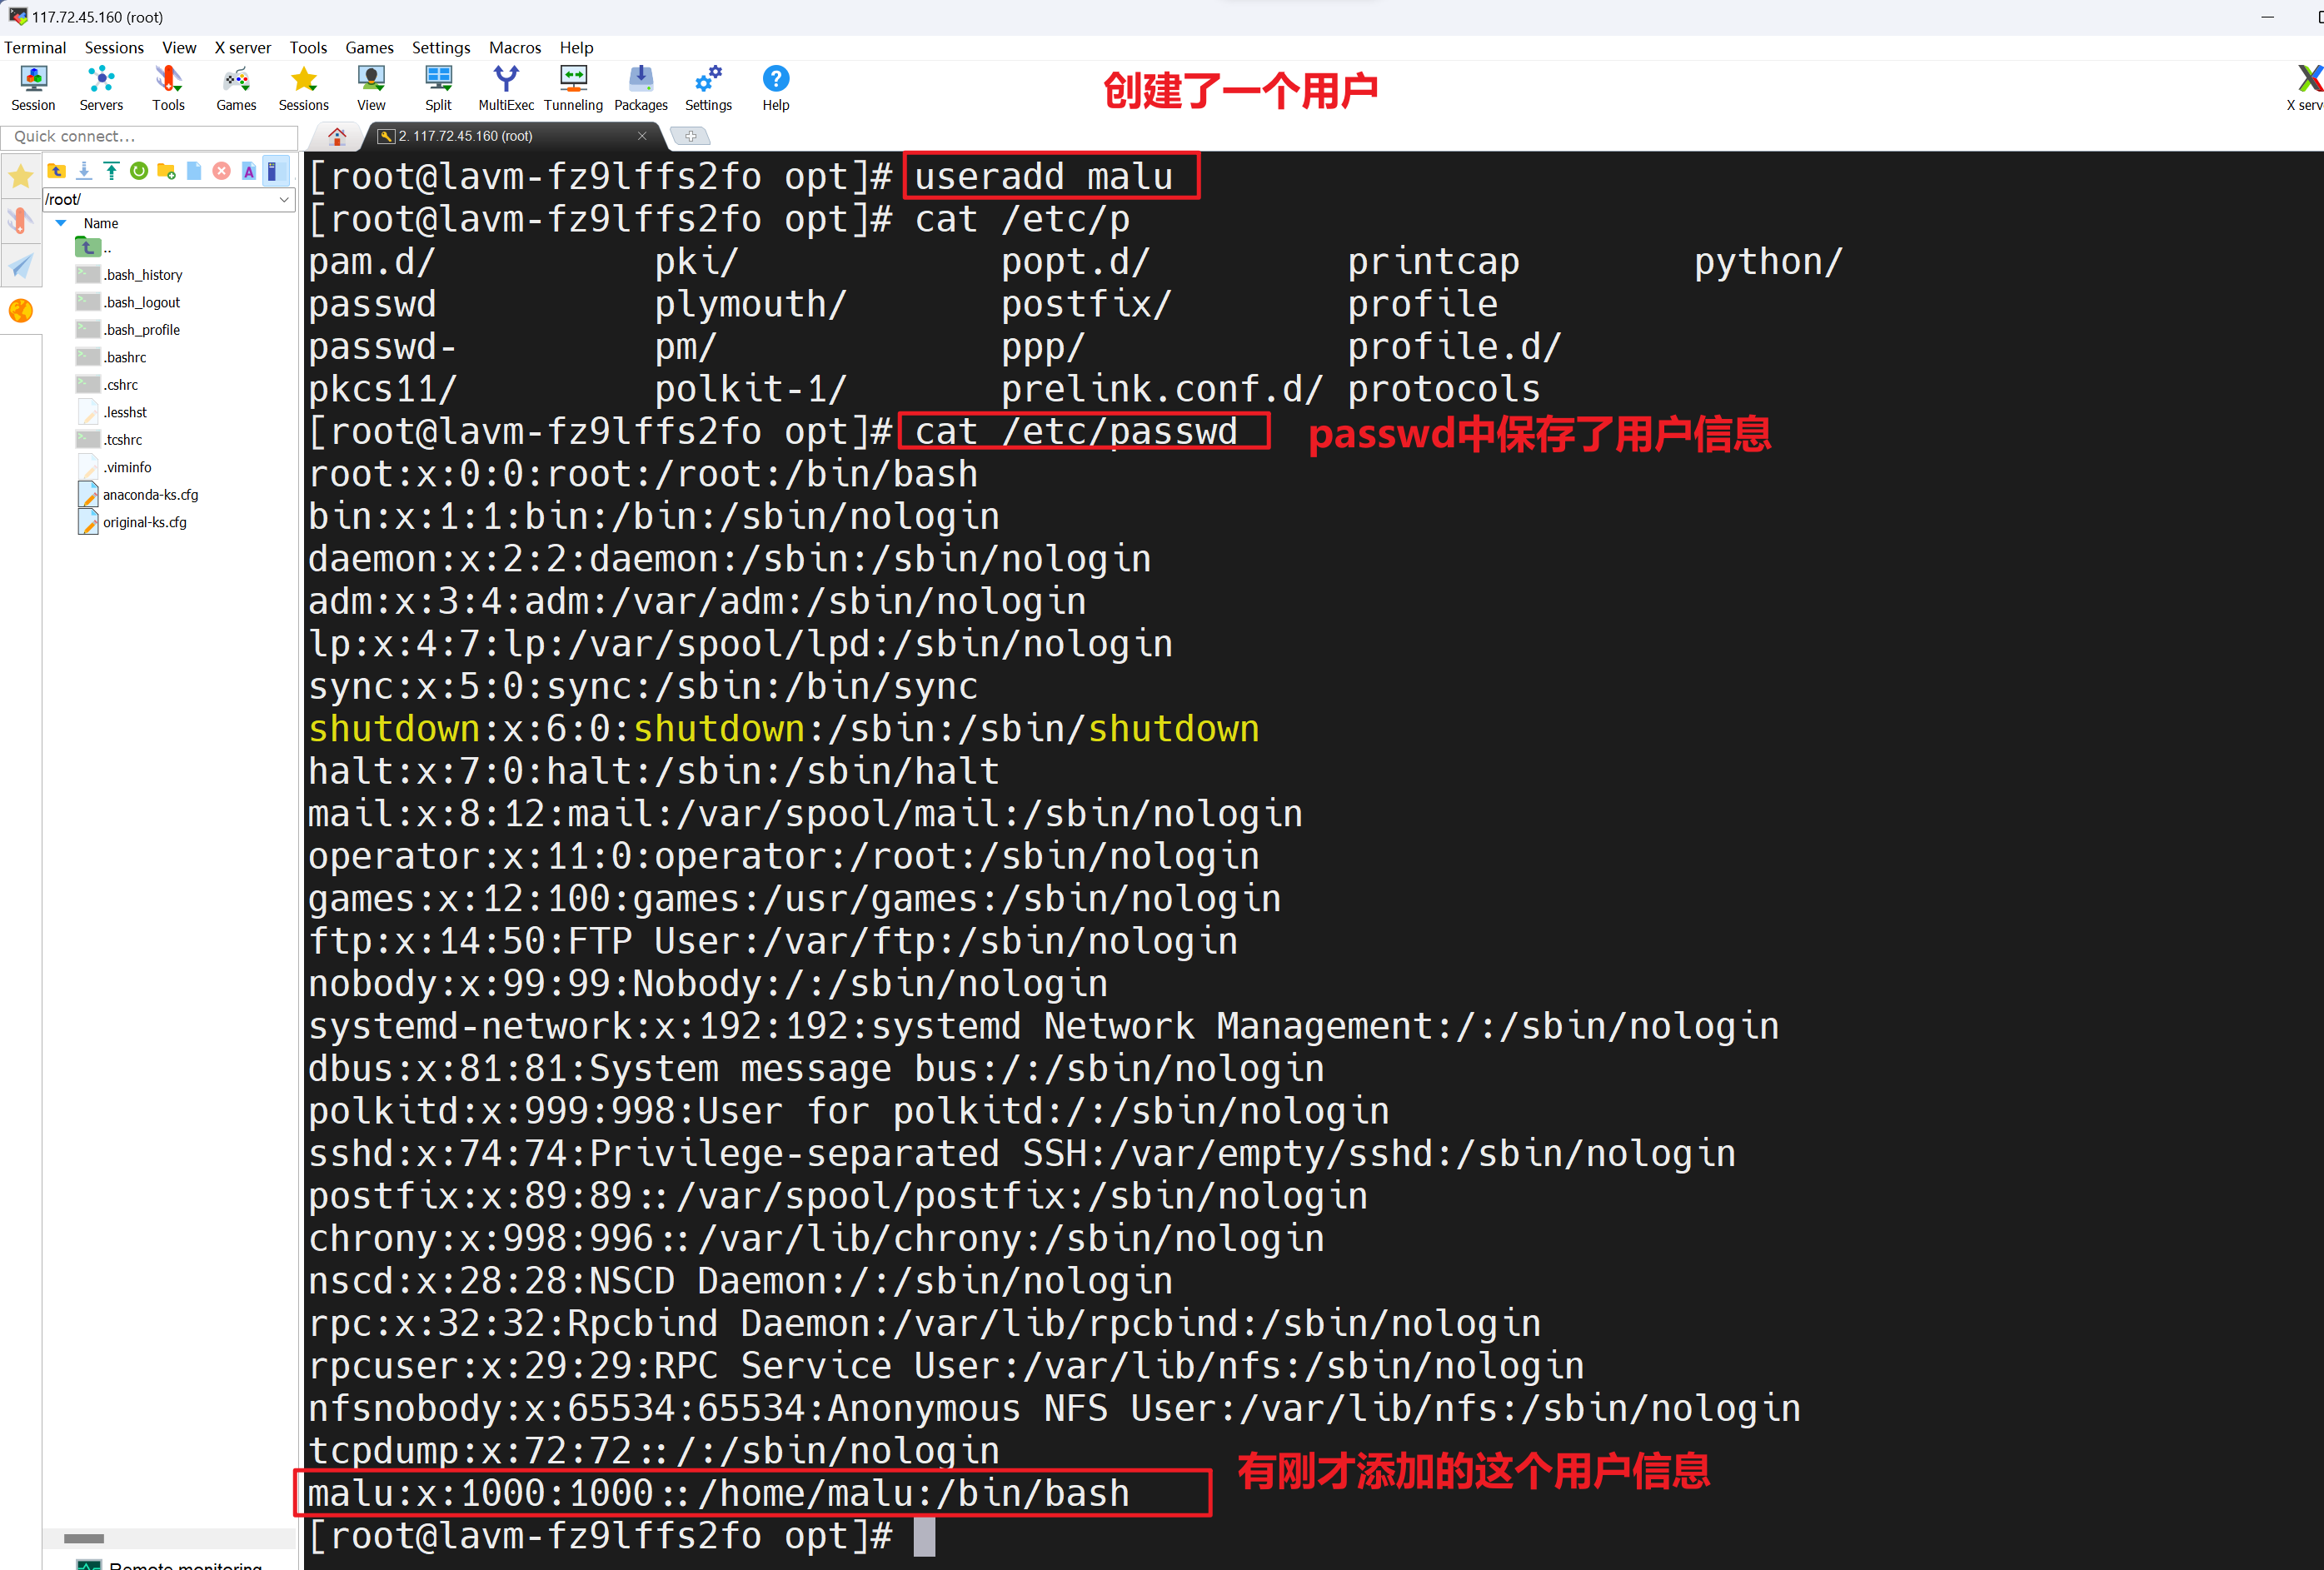 117.72.45.160 (root)
Terminal Sessions View X server Tools Games Settings Macros Help
Session Servers Tools Games Sessions View Split MultiExec Tunneling Packages Settings Help
创建了一个用户
Quick connect...
2. 117.72.45.160 (root)
/root/
Name
..
.bash_history
.bash_logout
.bash_profile
.bashrc
.cshrc
.lesshst
.tcshrc
.viminfo
anaconda-ks.cfg
original-ks.cfg
[root@lavm-fz9lffs2fo opt]# useradd malu
[root@lavm-fz9lffs2fo opt]# cat /etc/p
pam.d/ pki/ popt.d/ printcap python/
passwd plymouth/ postfix/ profile
passwd- pm/ ppp/ profile.d/
pkcs11/ polkit-1/ prelink.conf.d/ protocols
[root@lavm-fz9lffs2fo opt]# cat /etc/passwd passwd中保存了用户信息
root:x:0:0:root:/root:/bin/bash
bin:x:1:1:bin:/bin:/sbin/nologin
daemon:x:2:2:daemon:/sbin:/sbin/nologin
adm:x:3:4:adm:/var/adm:/sbin/nologin
lp:x:4:7:lp:/var/spool/lpd:/sbin/nologin
sync:x:5:0:sync:/sbin:/bin/sync
shutdown:x:6:0:shutdown:/sbin:/sbin/shutdown
halt:x:7:0:halt:/sbin:/sbin/halt
mail:x:8:12:mail:/var/spool/mail:/sbin/nologin
operator:x:11:0:operator:/root:/sbin/nologin
games:x:12:100:games:/usr/games:/sbin/nologin
ftp:x:14:50:FTP User:/var/ftp:/sbin/nologin
nobody:x:99:99:Nobody:/:/sbin/nologin
systemd-network:x:192:192:systemd Network Management:/:/sbin/nologin
dbus:x:81:81:System message bus:/:/sbin/nologin
polkitd:x:999:998:User for polkitd:/:/sbin/nologin
sshd:x:74:74:Privilege-separated SSH:/var/empty/sshd:/sbin/nologin
postfix:x:89:89::/var/spool/postfix:/sbin/nologin
chrony:x:998:996::/var/lib/chrony:/sbin/nologin
nscd:x:28:28:NSCD Daemon:/:/sbin/nologin
rpc:x:32:32:Rpcbind Daemon:/var/lib/rpcbind:/sbin/nologin
rpcuser:x:29:29:RPC Service User:/var/lib/nfs:/sbin/nologin
nfsnobody:x:65534:65534:Anonymous NFS User:/var/lib/nfs:/sbin/nologin
tcpdump:x:72:72::/:/sbin/nologin
有刚才添加的这个用户信息
malu:x:1000:1000::/home/malu:/bin/bash
[root@lavm-fz9lffs2fo opt]#
Remote monitoring